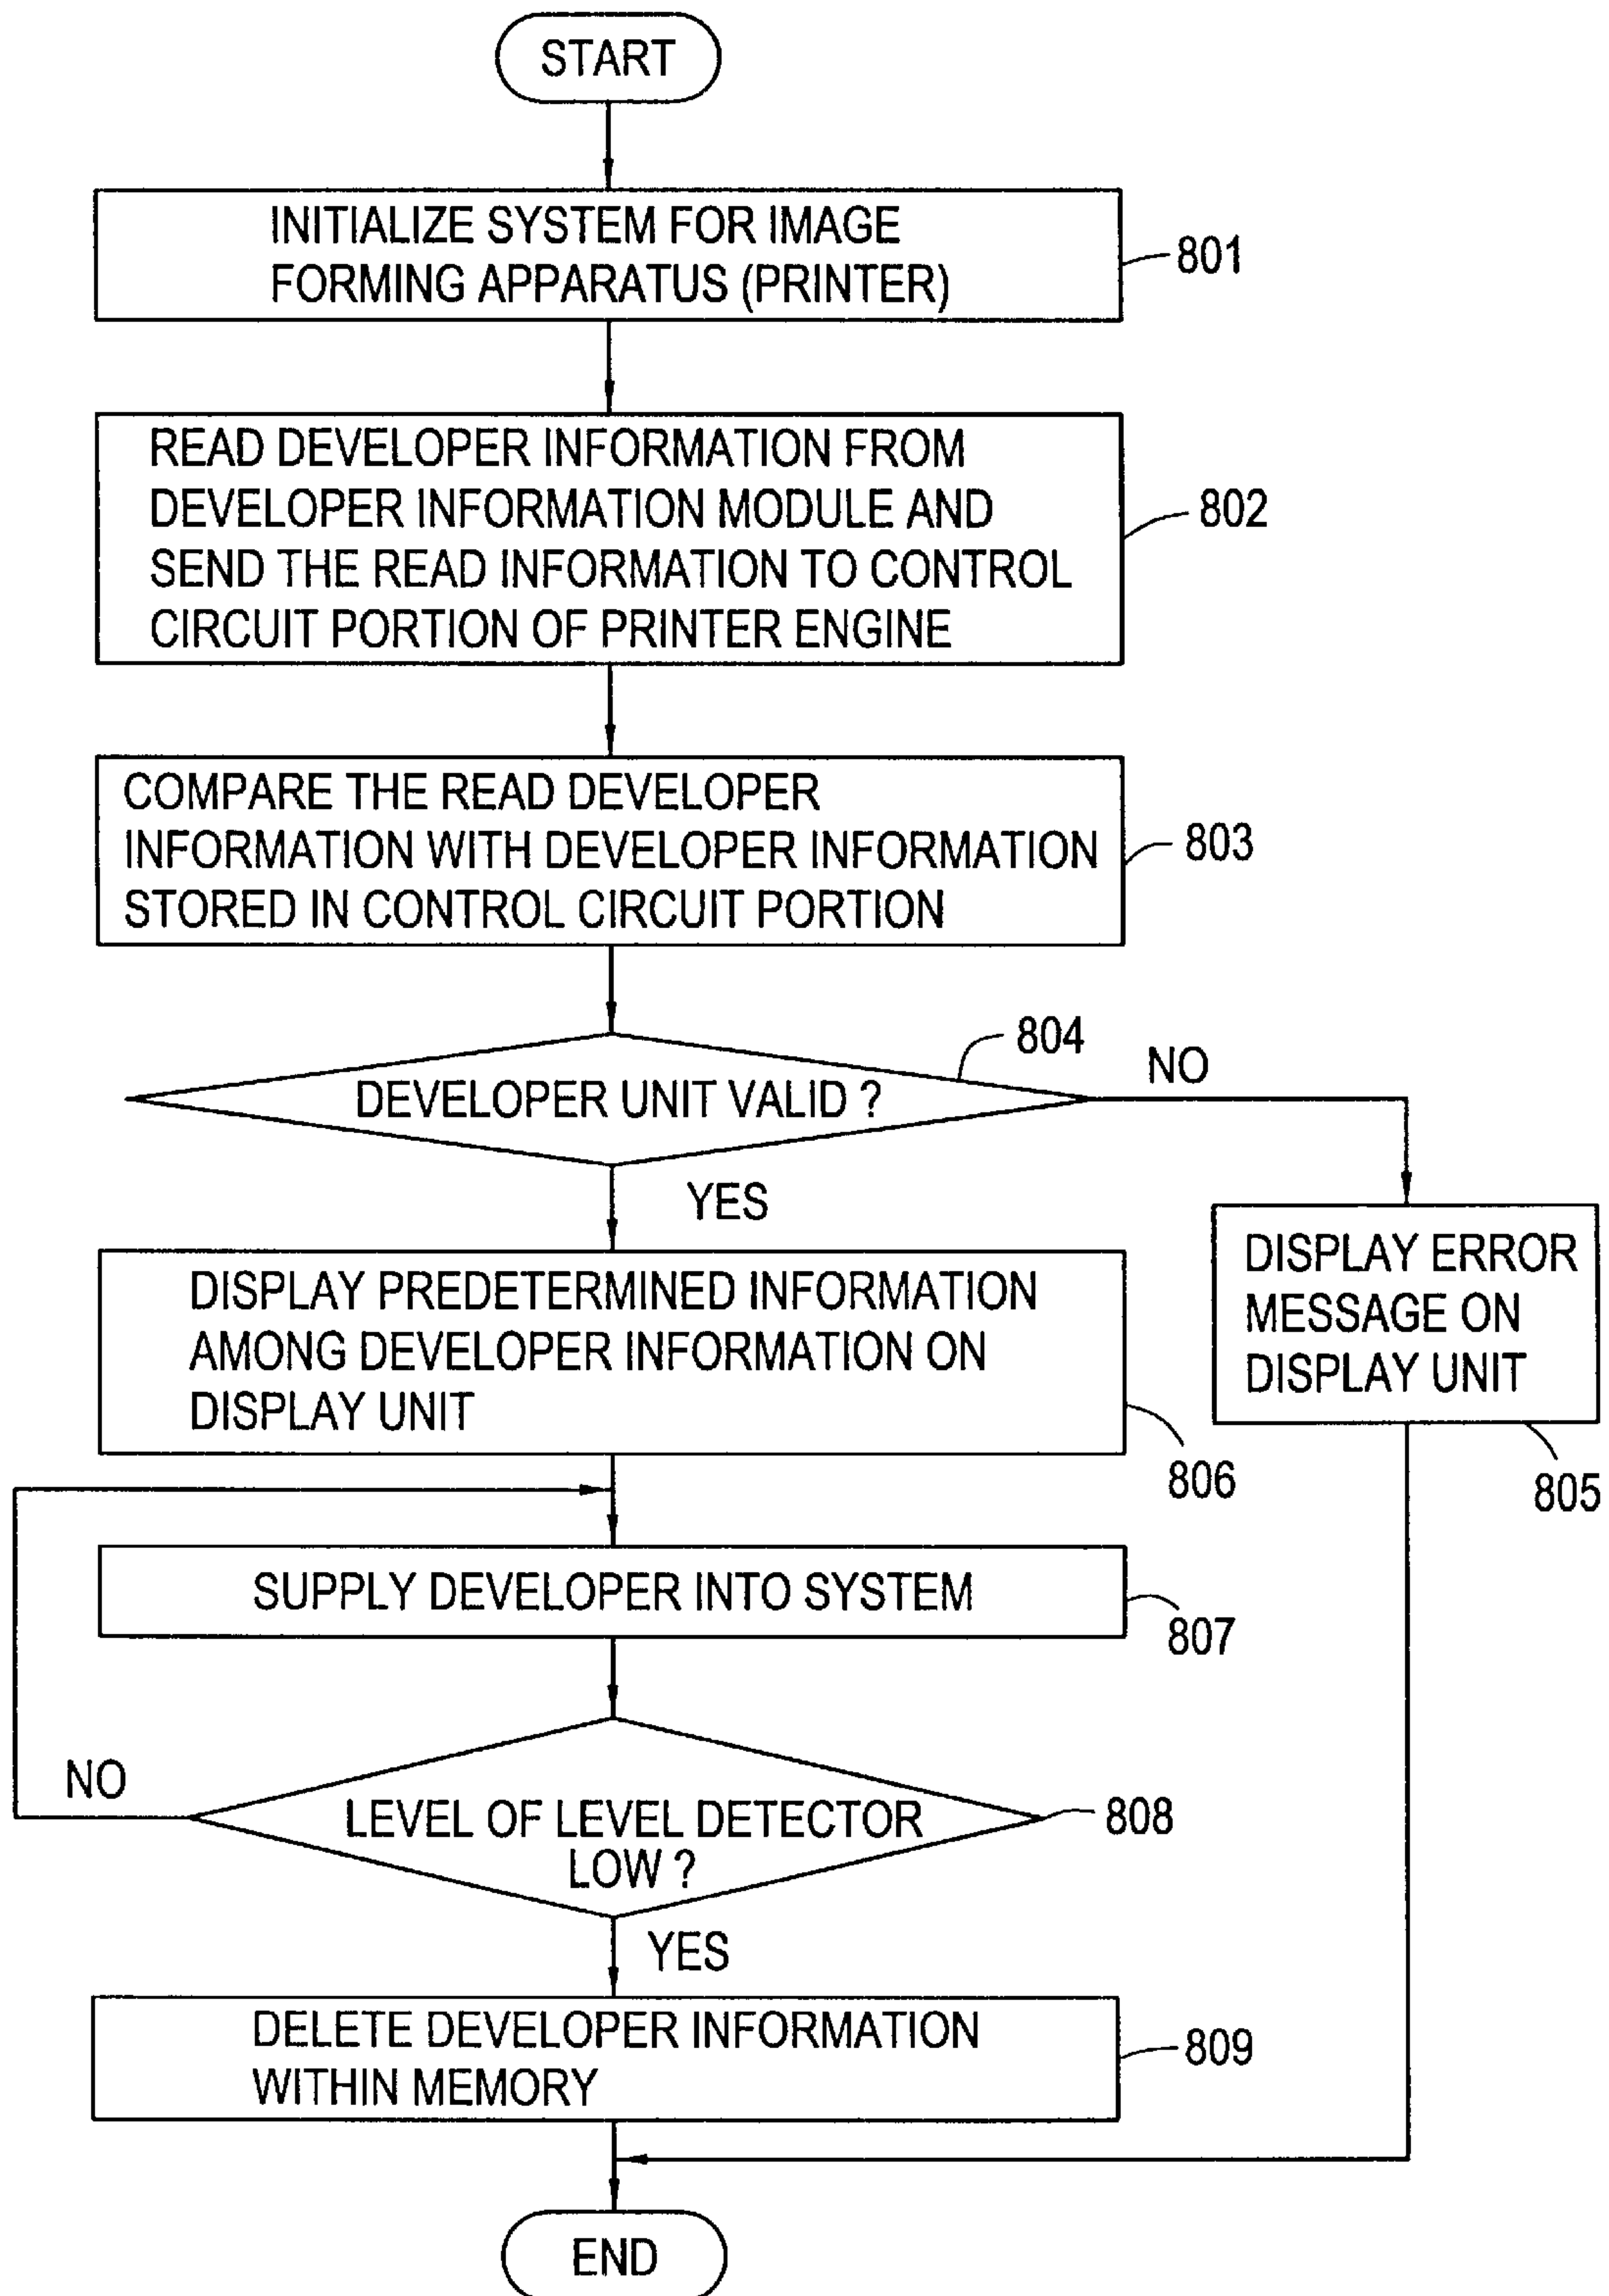 START
INITIALIZE SYSTEM FOR IMAGE
FORMING APPARATUS (PRINTER)
801
READ DEVELOPER INFORMATION FROM
DEVELOPER INFORMATION MODULE AND
SEND THE READ INFORMATION TO CONTROL
CIRCUIT PORTION OF PRINTER ENGINE
802
COMPARE THE READ DEVELOPER
INFORMATION WITH DEVELOPER INFORMATION
STORED IN CONTROL CIRCUIT PORTION
803
DEVELOPER UNIT VALID ?
804
NO
YES
DISPLAY ERROR
MESSAGE ON
DISPLAY UNIT
805
DISPLAY PREDETERMINED INFORMATION
AMONG DEVELOPER INFORMATION ON
DISPLAY UNIT
806
SUPPLY DEVELOPER INTO SYSTEM
807
NO
LEVEL OF LEVEL DETECTOR
LOW ?
808
YES
DELETE DEVELOPER INFORMATION
WITHIN MEMORY
809
END